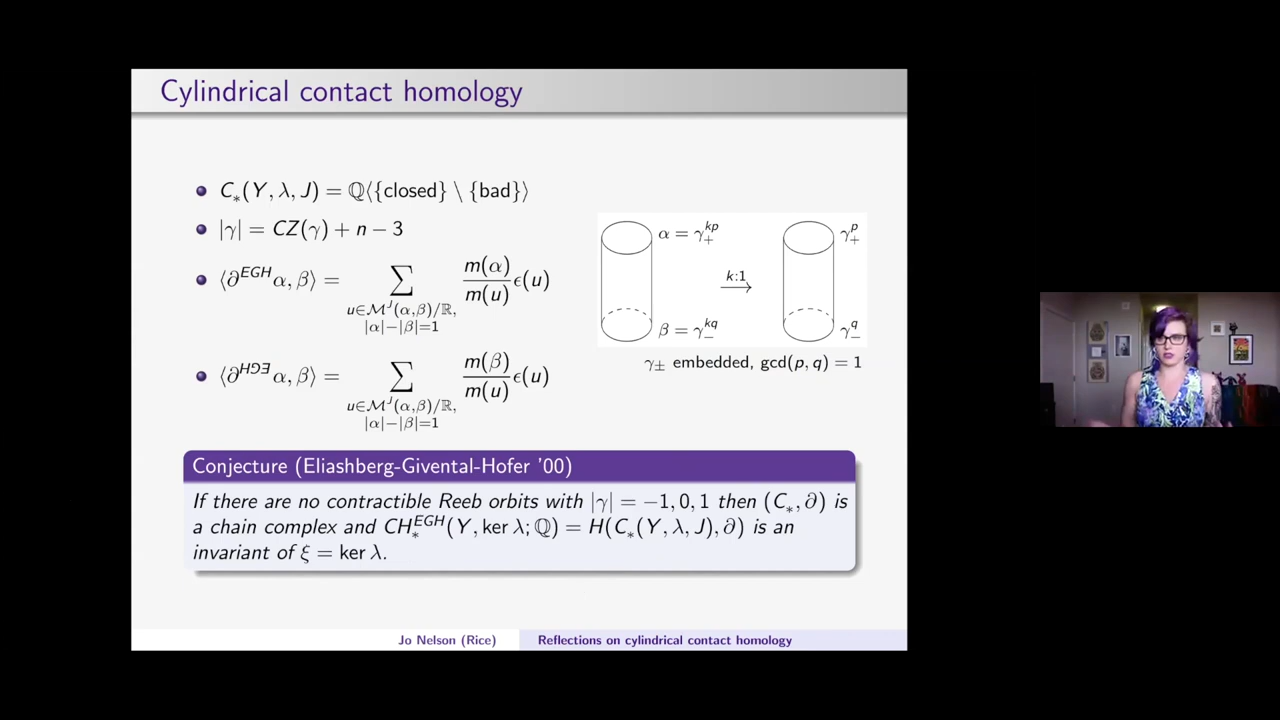 Cylindrical contact homology
C_*(Y, λ, J) = ℚ⟨{closed} \ {bad}⟩
|γ| = CZ(γ) + n − 3
⟨∂^{EGH}α, β⟩ = ∑_{u∈ℳ^J(α,β)/ℝ, |α|−|β|=1} m(α)/m(u) ϵ(u)
⟨∂^{HƎ⅁}α, β⟩ = ∑_{u∈ℳ^J(α,β)/ℝ, |α|−|β|=1} m(β)/m(u) ϵ(u)
α = γ_+^{kp}
γ_+^p
k:1
β = γ_−^{kq}
γ_−^q
γ_± embedded, gcd(p, q) = 1
Conjecture (Eliashberg-Givental-Hofer '00)
If there are no contractible Reeb orbits with |γ| = −1, 0, 1 then (C_*, ∂) is
a chain complex and CH_*^{EGH}(Y, ker λ; ℚ) = H(C_*(Y, λ, J), ∂) is an
invariant of ξ = ker λ.
Jo Nelson (Rice)
Reflections on cylindrical contact homology